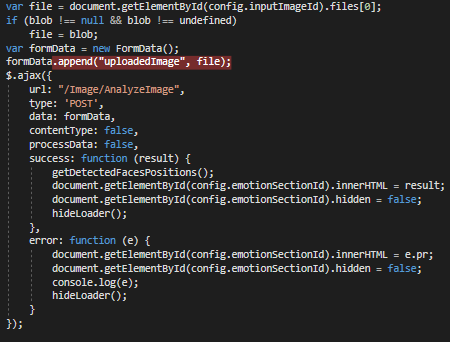 var file = document.getElementById(config.inputImageId).files[0];
if (blob !== null && blob !== undefined)
    file = blob;
var formData = new FormData();
formData.append("uploadedImage", file);
$.ajax({
    url: "/Image/AnalyzeImage",
    type: 'POST',
    data: formData,
    contentType: false,
    processData: false,
    success: function (result) {
        getDetectedFacesPositions();
        document.getElementById(config.emotionSectionId).innerHTML = result;
        document.getElementById(config.emotionSectionId).hidden = false;
        hideLoader();
    },
    error: function (e) {
        document.getElementById(config.emotionSectionId).innerHTML = e.pr;
        document.getElementById(config.emotionSectionId).hidden = false;
        console.log(e);
        hideLoader();
    }
});